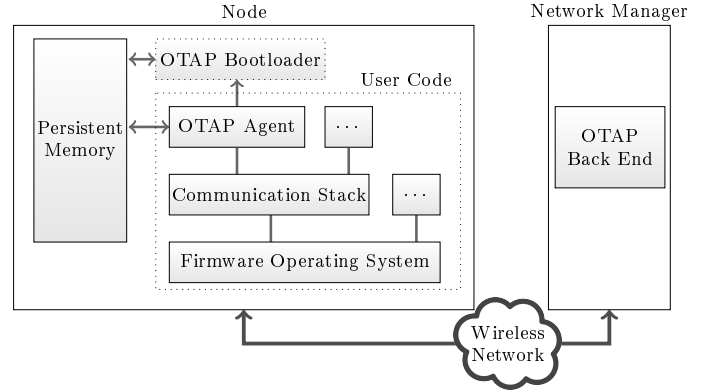 Node
Network Manager
OTAP Bootloader
User Code
Persistent
Memory
OTAP Agent
...
Communication Stack
...
Firmware Operating System
OTAP
Back End
Wireless
Network